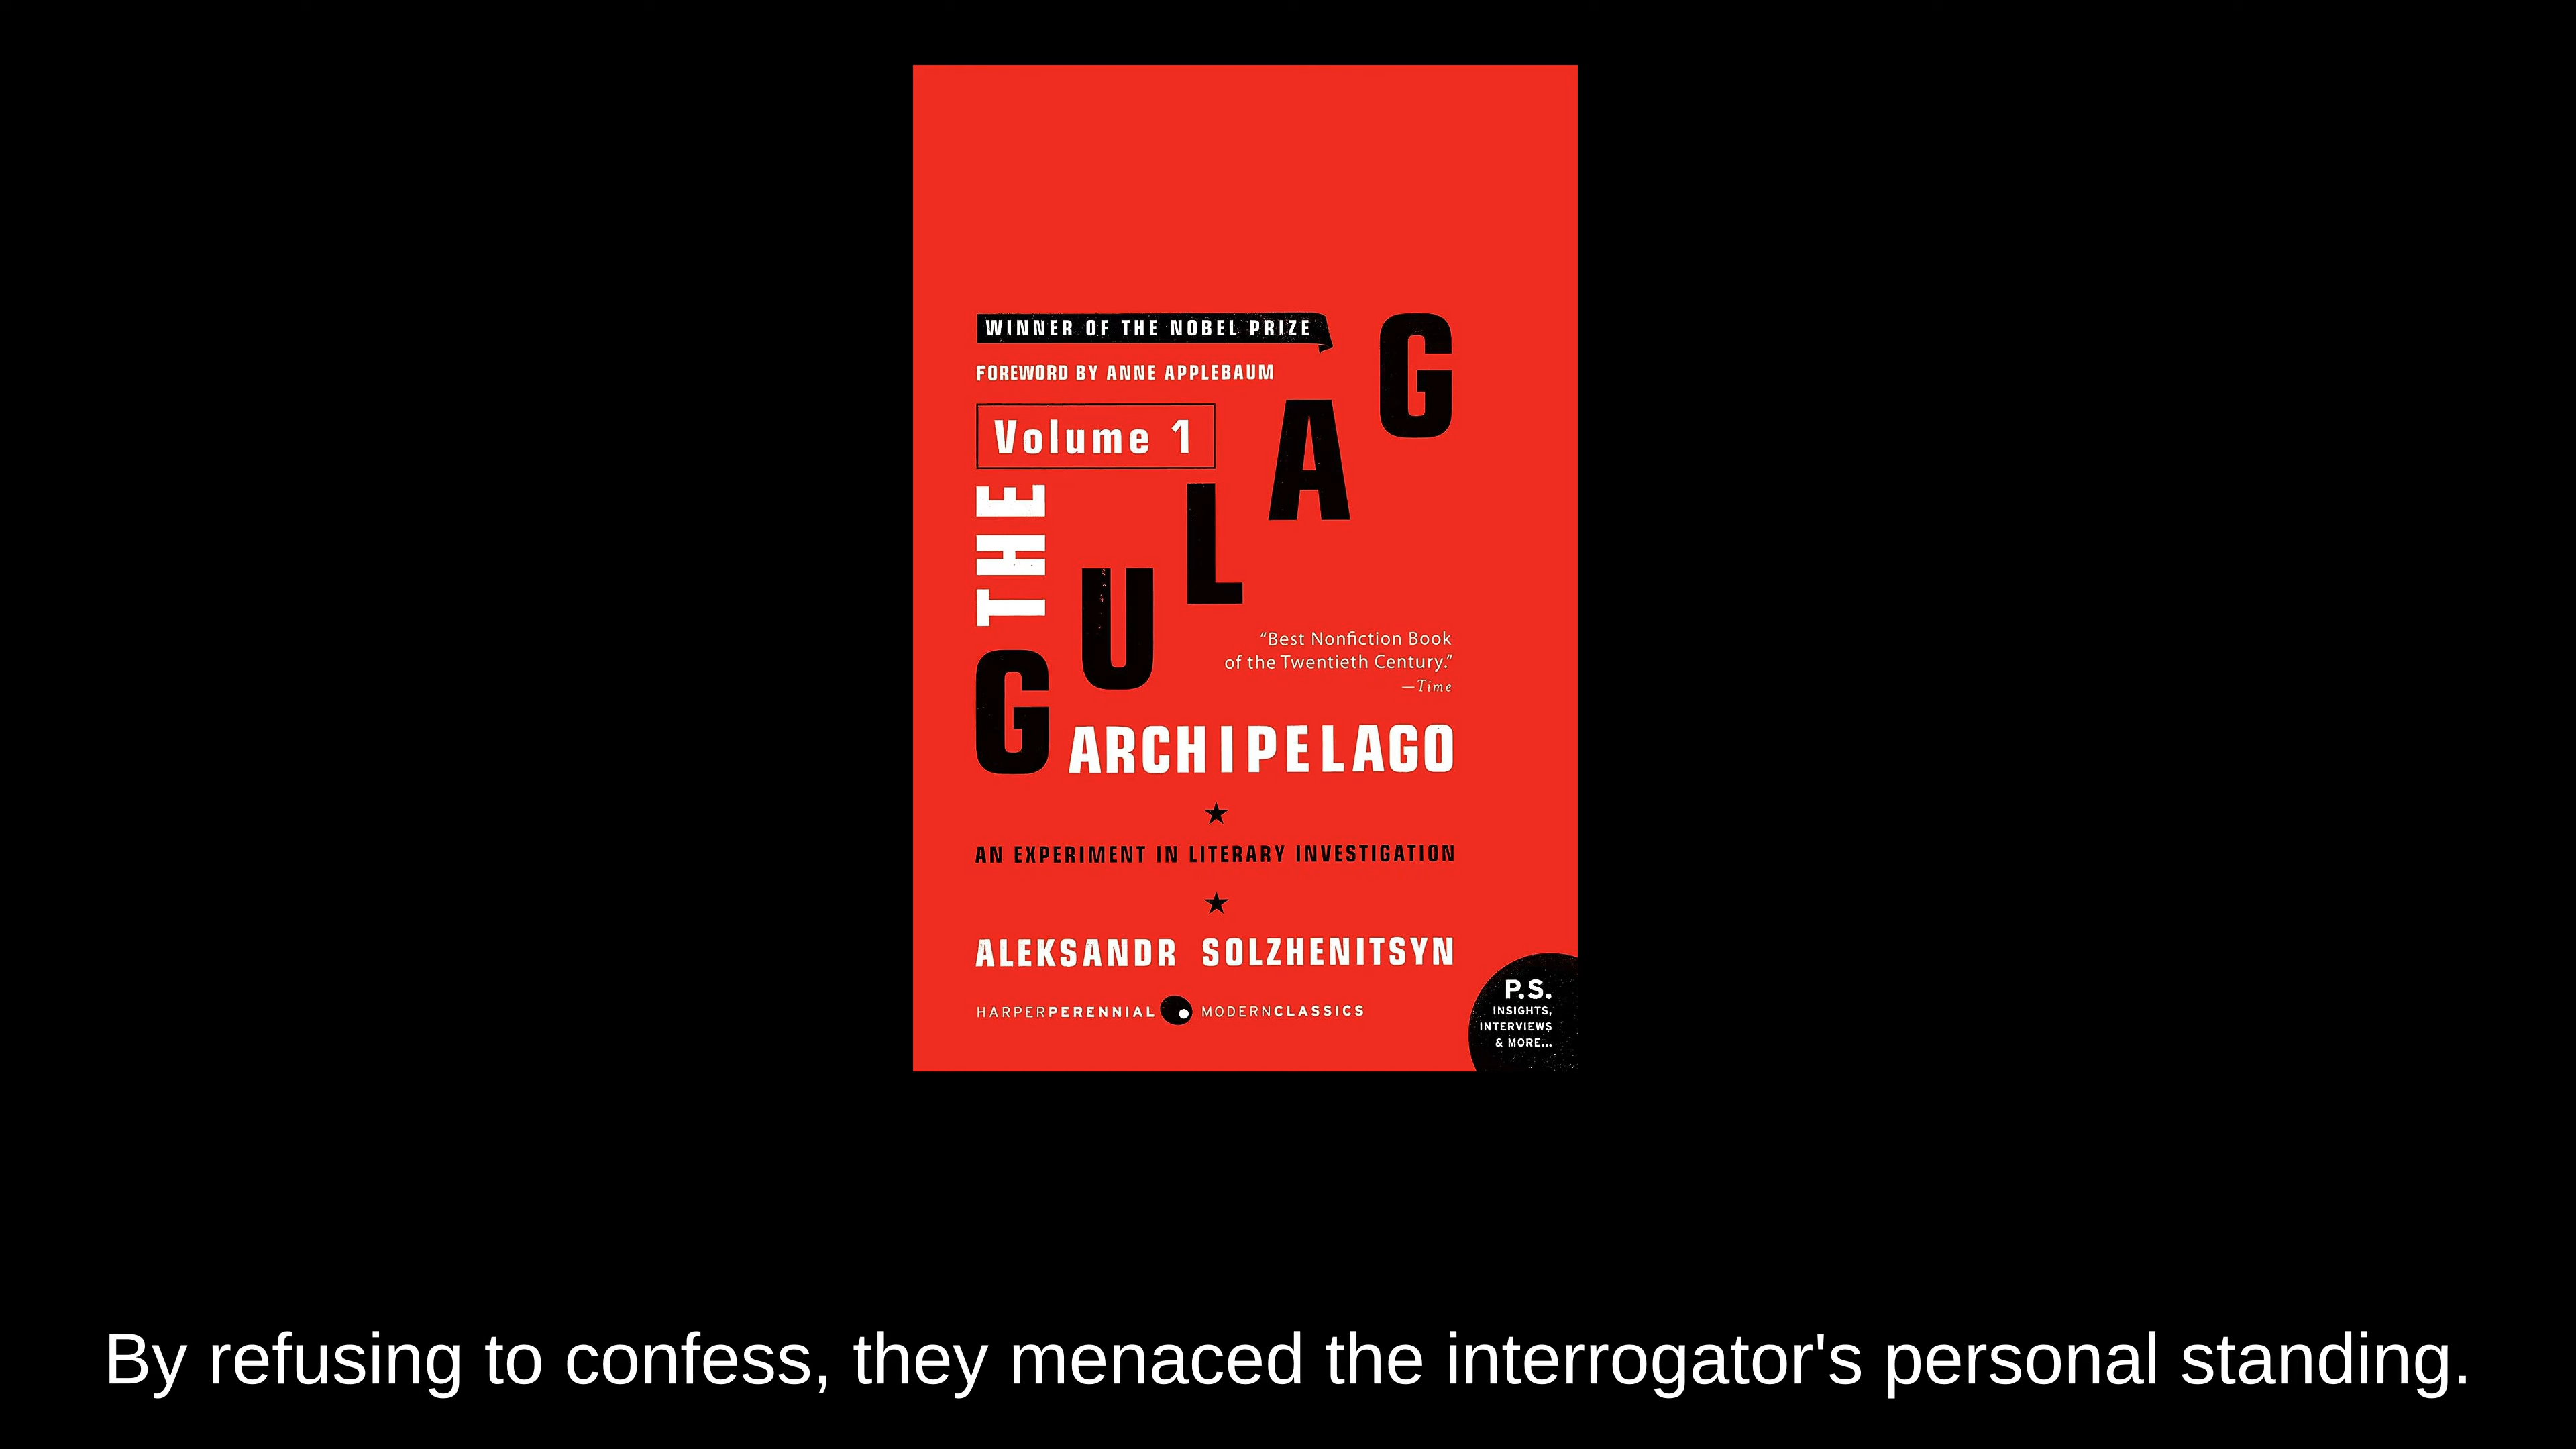 WINNER OF THE NOBEL PRIZE
FOREWORD BY ANNE APPLEBAUM
Volume 1
THE
GULAG
“Best Nonfiction Book
of the Twentieth Century.”
—Time
ARCHIPELAGO
AN EXPERIMENT IN LITERARY INVESTIGATION
ALEKSANDR SOLZHENITSYN
HARPERPERENNIAL MODERNCLASSICS
P.S.
INSIGHTS,
INTERVIEWS
& MORE...
By refusing to confess, they menaced the interrogator's personal standing.